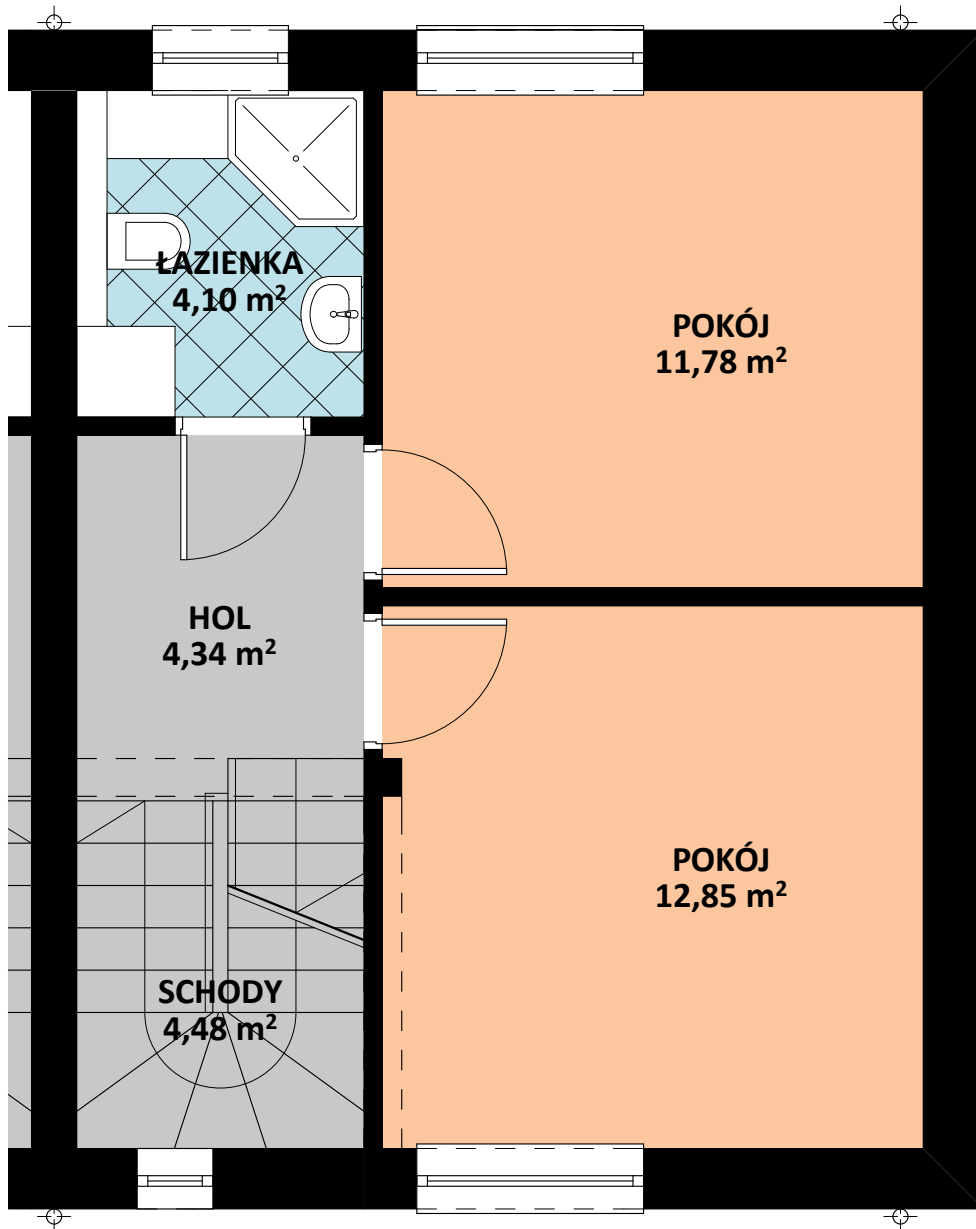 ŁAZIENKA
4,10 m²
POKÓJ
11,78 m²
HOL
4,34 m²
POKÓJ
12,85 m²
SCHODY
4,48 m²